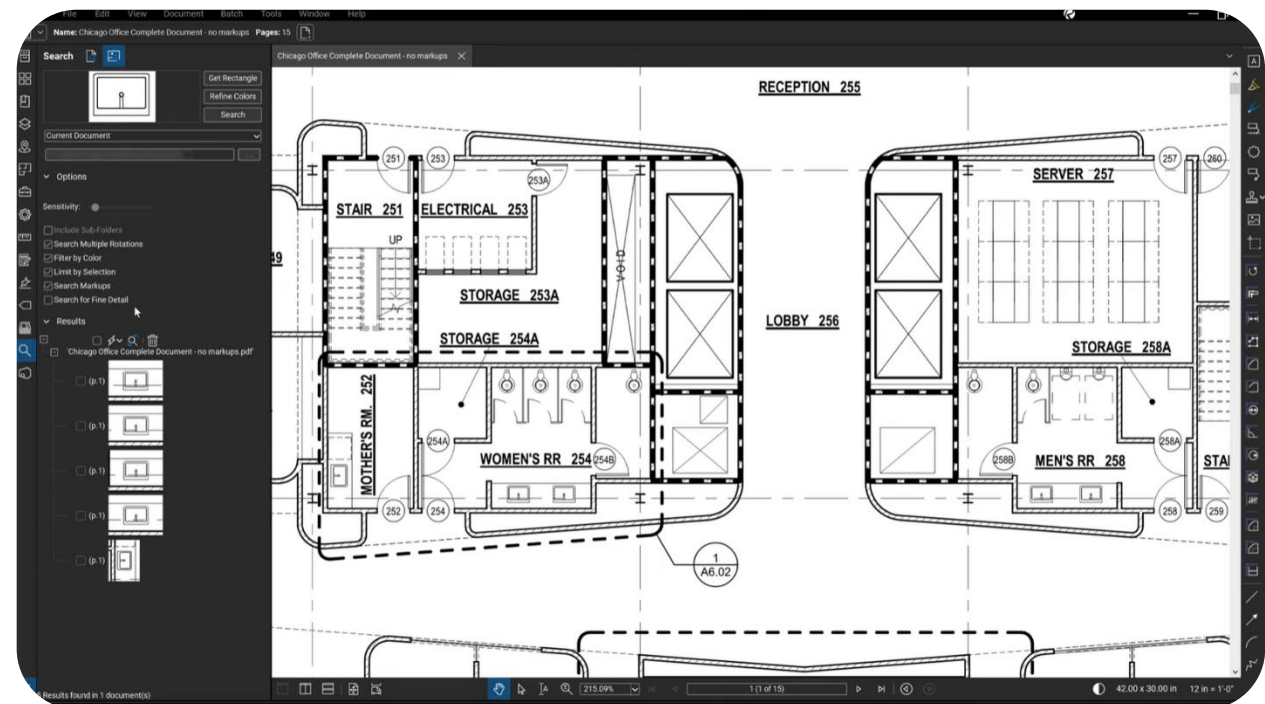 File Edit View Document Batch Tools Window Help
Name: Chicago Office Complete Document - no markups Pages: 15
Search
Chicago Office Complete Document - no markups
Get Rectangle
Refine Colors
Search
Current Document
Options
Sensitivity:
Include Sub-Folders
Search Multiple Rotations
Filter by Color
Limit by Selection
Search Markups
Search for Fine Detail
Results
'Chicago Office Complete Document - no markups.pdf'
(p.1)
(p.1)
(p.1)
(p.1)
(p.1)
Results found in 1 document(s)
RECEPTION 255
251
253
253A
257
260
STAIR 251
ELECTRICAL 253
SERVER 257
UP
VOID
49
STORAGE 253A
LOBBY 256
STORAGE 254A
STORAGE 258A
MOTHER'S RM. 252
254A
WOMEN'S RR 254
254B
258B
MEN'S RR 258
258A
STAI
252
254
258
259
1
A6.02
215.09%
1 (1 of 15)
42.00 x 30.00 in
12 in = 1'-0"